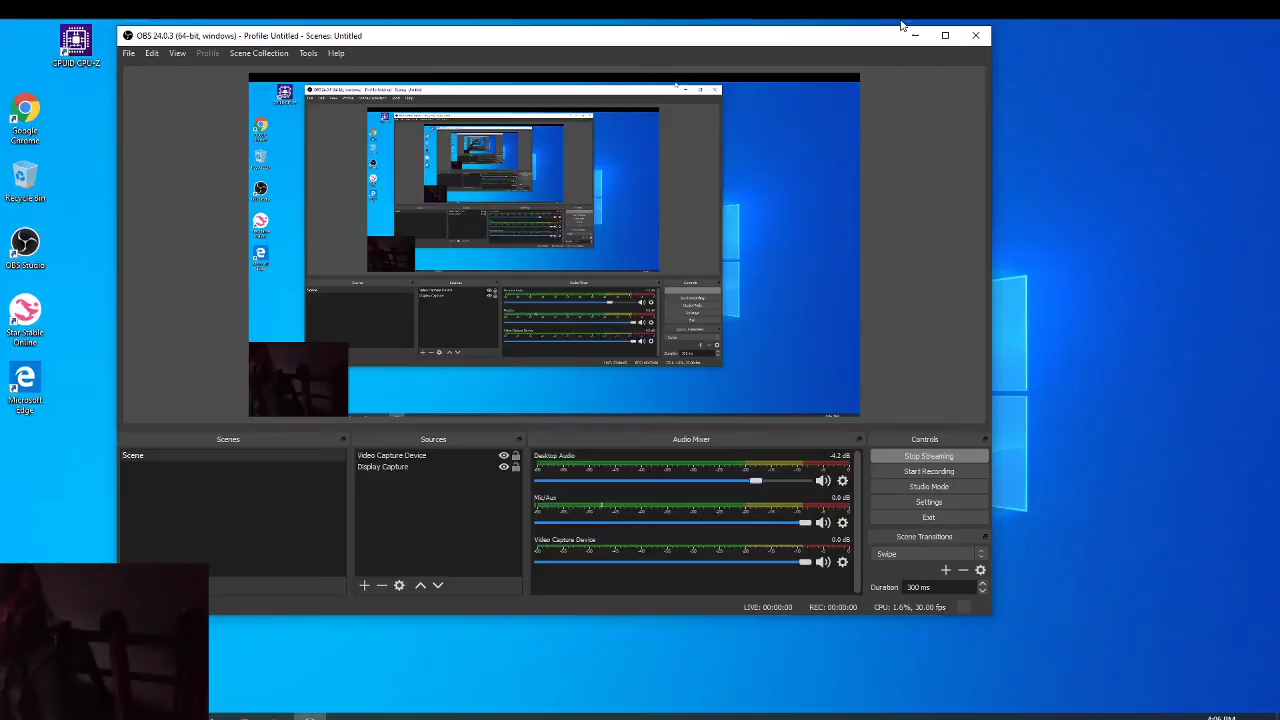 OBS 24.0.3 (64-bit, windows) - Profile: Untitled - Scenes: Untitled
File Edit View Profile Scene Collection Tools Help
CPUID CPU-Z
Google
Chrome
Recycle Bin
OBS Studio
Star Stable
Online
Microsoft
Edge
Scenes
Scene
Sources
Video Capture Device
Display Capture
Audio Mixer
Desktop Audio -4.2 dB
Mic/Aux 0.0 dB
Video Capture Device 0.0 dB
Controls
Stop Streaming
Start Recording
Studio Mode
Settings
Exit
Scene Transitions
Swipe
Duration 300 ms
LIVE: 00:00:00 REC: 00:00:00 CPU: 1.6%, 30.00 fps
4:06 PM